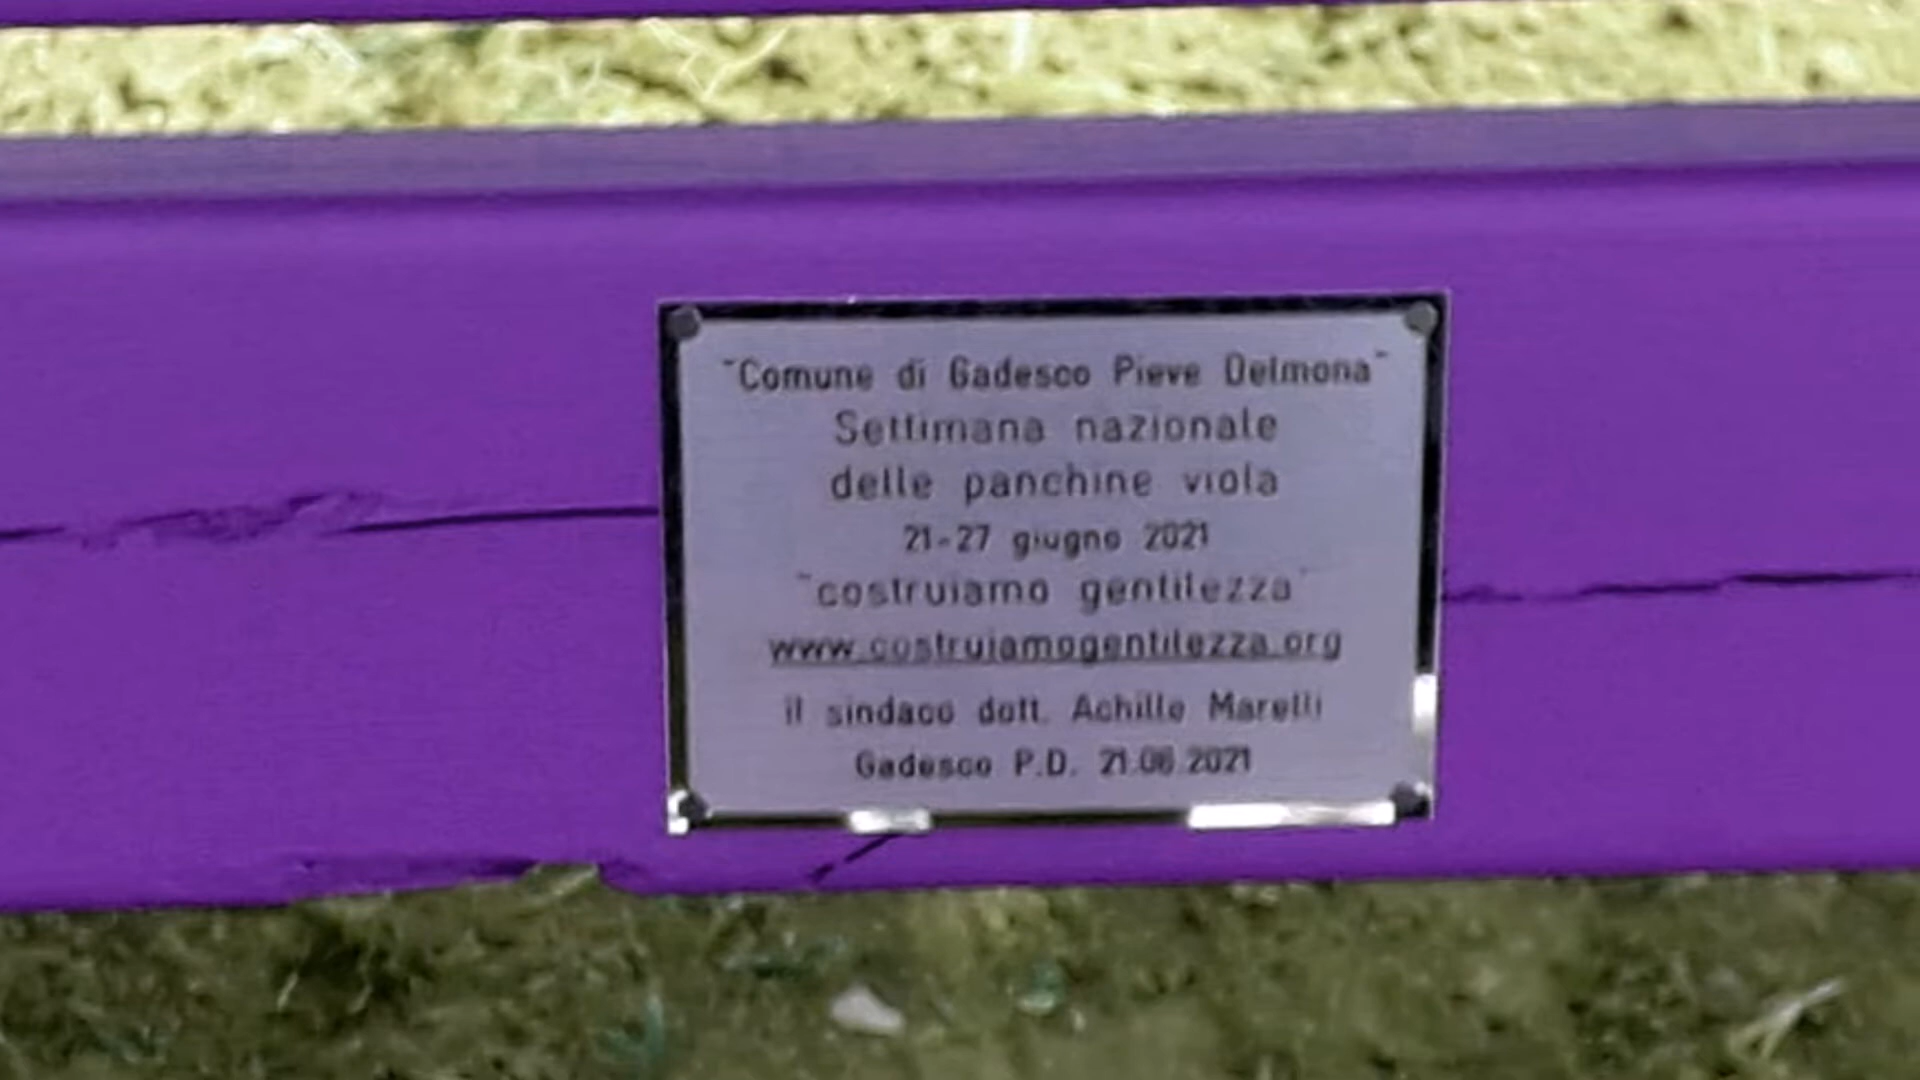 "Comune di Gadesco Pieve Delmona"
Settimana nazionale
delle panchine viola
21-27 giugno 2021
"costruiamo gentilezza"
www.costruiamogentilezza.org
il sindaco dott. Achille Marelli
Gadesco P.D. 21.06.2021